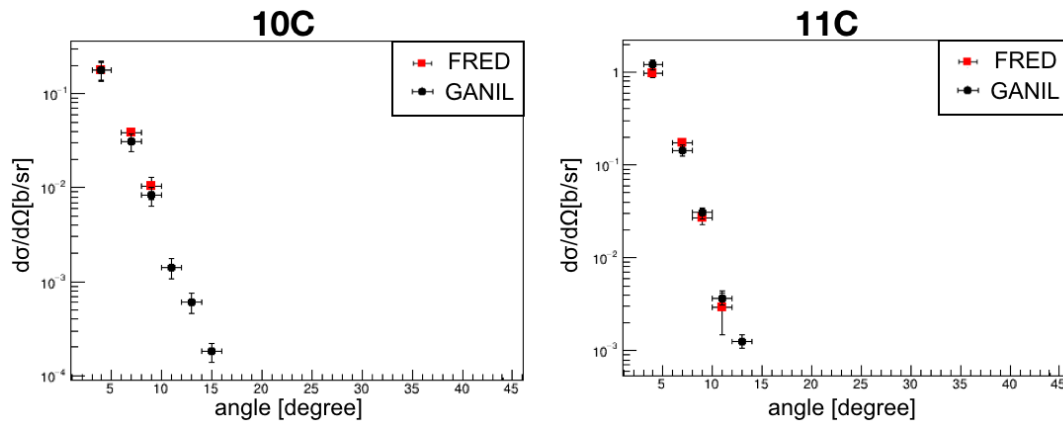 10C
FRED
GANIL
dσ/dΩ[b/sr]
10⁻¹
10⁻²
10⁻³
10⁻⁴
5 10 15 20 25 30 35 40 45
angle [degree]
11C
FRED
GANIL
dσ/dΩ[b/sr]
1
10⁻¹
10⁻²
10⁻³
5 10 15 20 25 30 35 40 45
angle [degree]